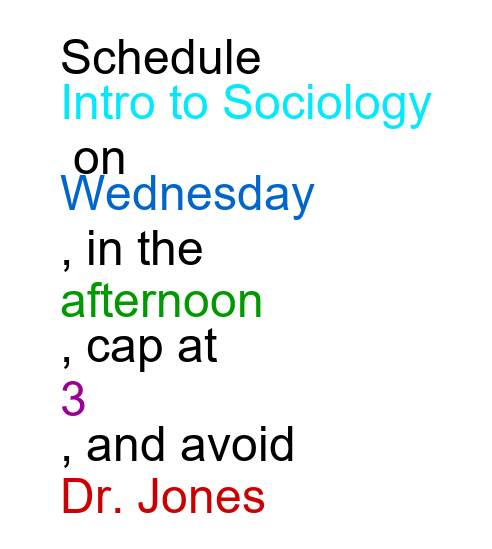 Schedule
Intro to Sociology
on
Wednesday
, in the
afternoon
, cap at
3
, and avoid
Dr. Jones